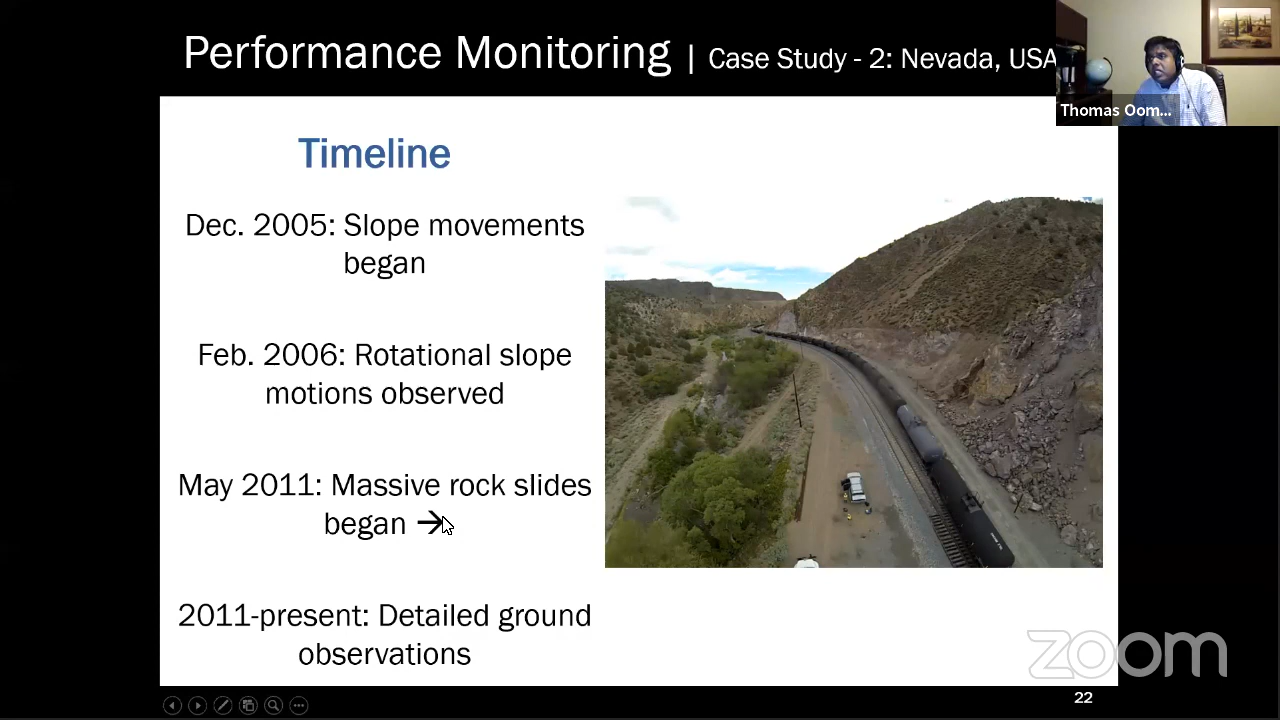 Performance Monitoring | Case Study - 2: Nevada, USA
Thomas Oom...
Timeline
Dec. 2005: Slope movements
began
Feb. 2006: Rotational slope
motions observed
May 2011: Massive rock slides
began →
2011-present: Detailed ground
observations
zoom
22